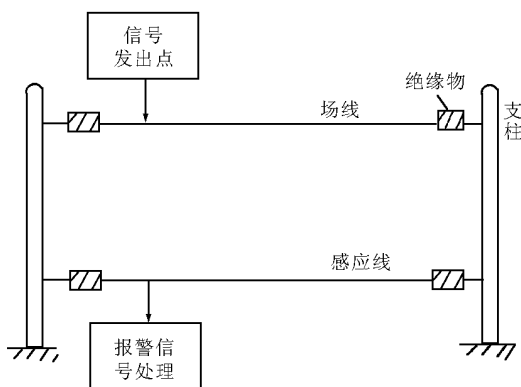 信号
发出点
绝缘物
场线
支
柱
感应线
报警信
号处理